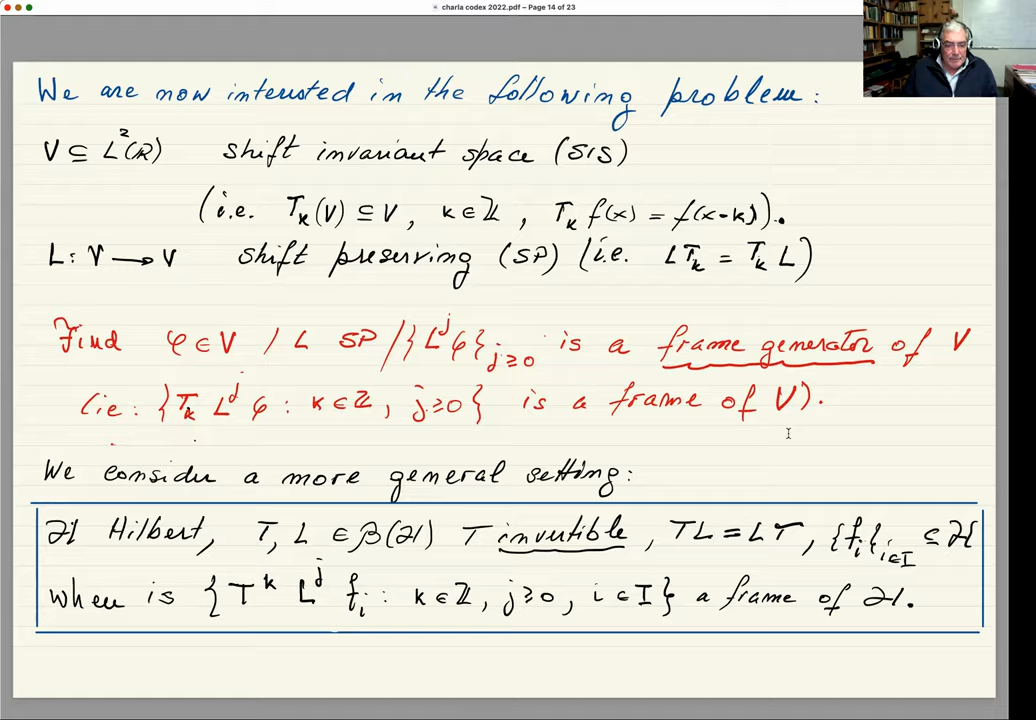 charla codex 2022.pdf – Page 14 of 23
We are now interested in the following problem:
V ⊆ L²(R) shift invariant space (SIS)
(i.e. T_k(V) ⊆ V, k∈ℤ, T_k f(x) = f(x-k)).
L: V → V shift preserving (SP) (i.e. LT_k = T_k L)
Find φ∈V / L SP / {L^j φ}_{j≥0} is a frame generator of V
(ie: {T_k L^j φ : k∈ℤ, j≥0} is a frame of V).
We consider a more general setting:
ℋ Hilbert, T, L ∈ B(ℋ) T invertible, TL = LT, {f_i}_{i∈I} ⊆ ℋ
when is {T^k L^j f_i : k∈ℤ, j≥0, i∈I} a frame of ℋ.